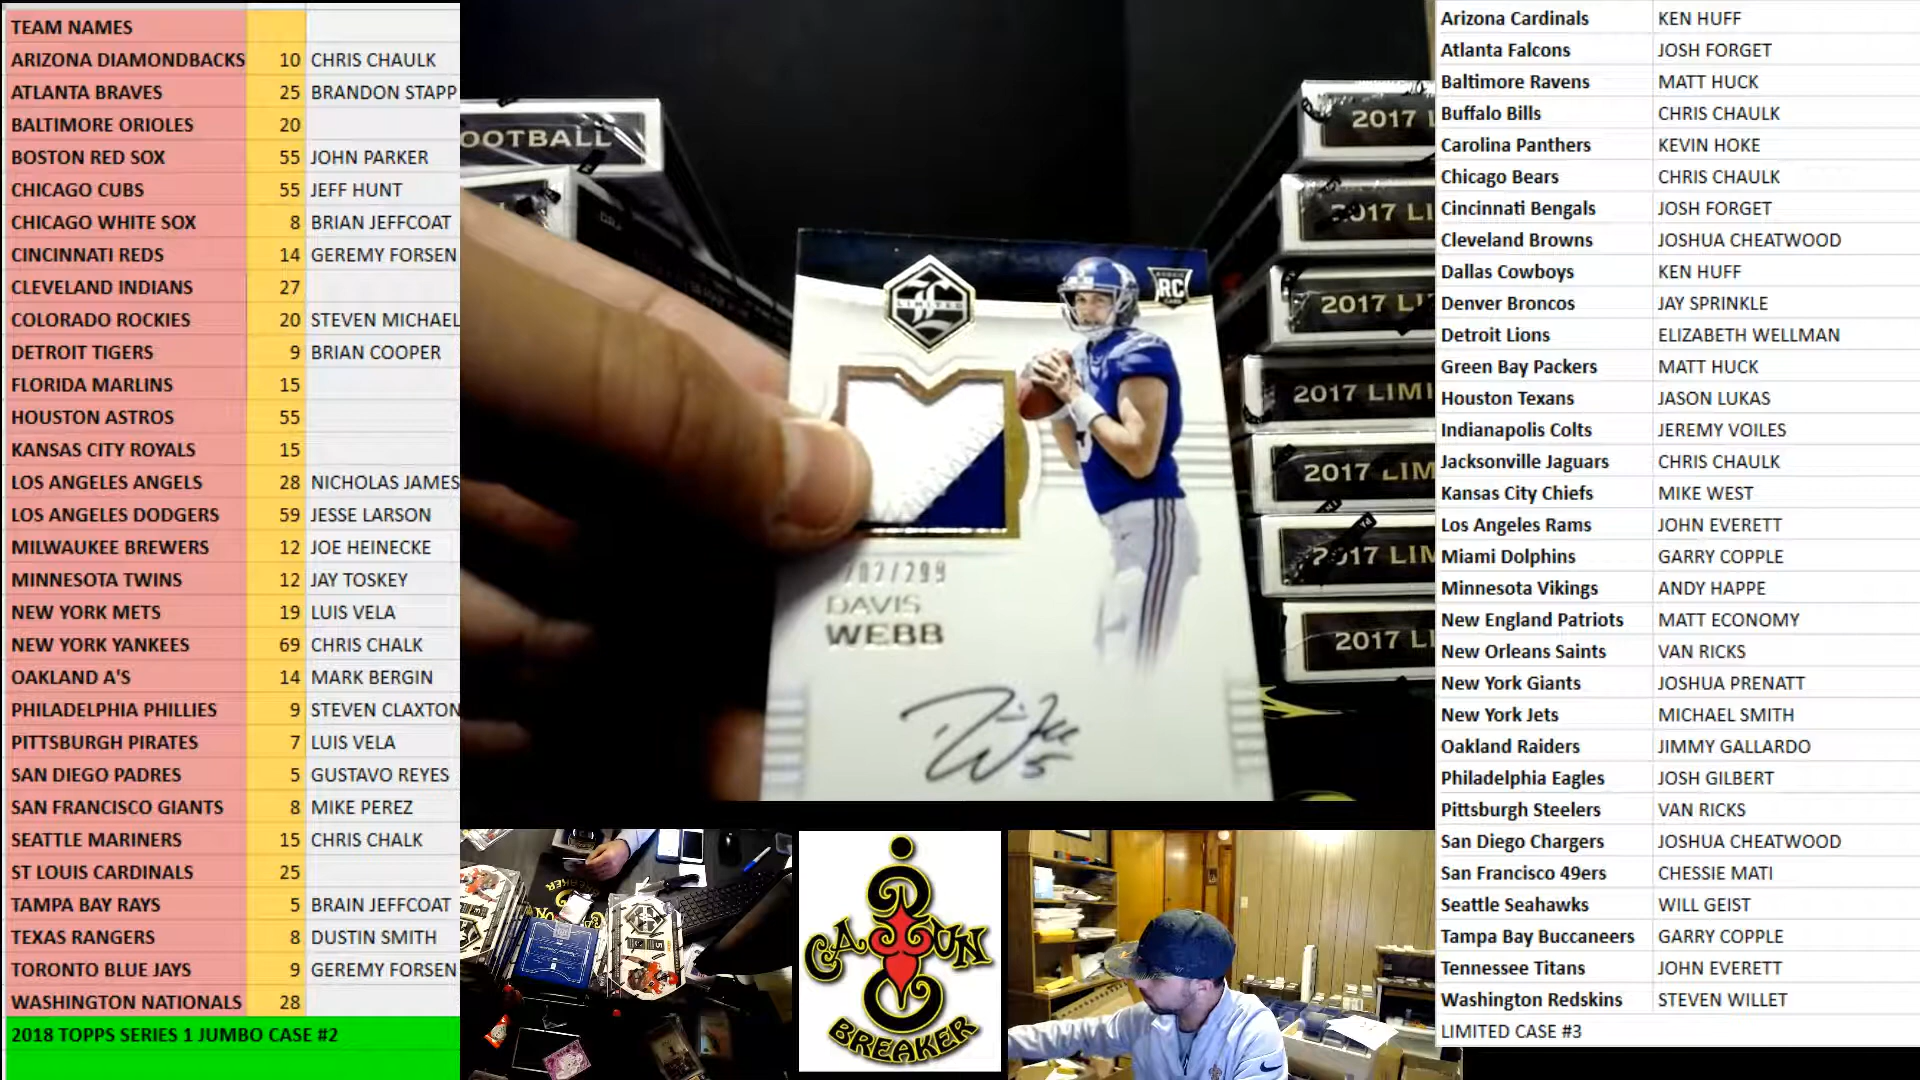 TEAM NAMES
ARIZONA DIAMONDBACKS 10 CHRIS CHAULK
ATLANTA BRAVES 25 BRANDON STAPP
BALTIMORE ORIOLES 20
BOSTON RED SOX 55 JOHN PARKER
CHICAGO CUBS 55 JEFF HUNT
CHICAGO WHITE SOX 8 BRIAN JEFFCOAT
CINCINNATI REDS 14 GEREMY FORSEN
CLEVELAND INDIANS 27
COLORADO ROCKIES 20 STEVEN MICHAEL
DETROIT TIGERS 9 BRIAN COOPER
FLORIDA MARLINS 15
HOUSTON ASTROS 55
KANSAS CITY ROYALS 15
LOS ANGELES ANGELS 28 NICHOLAS JAMES
LOS ANGELES DODGERS 59 JESSE LARSON
MILWAUKEE BREWERS 12 JOE HEINECKE
MINNESOTA TWINS 12 JAY TOSKEY
NEW YORK METS 19 LUIS VELA
NEW YORK YANKEES 69 CHRIS CHALK
OAKLAND A'S 14 MARK BERGIN
PHILADELPHIA PHILLIES 9 STEVEN CLAXTON
PITTSBURGH PIRATES 7 LUIS VELA
SAN DIEGO PADRES 5 GUSTAVO REYES
SAN FRANCISCO GIANTS 8 MIKE PEREZ
SEATTLE MARINERS 15 CHRIS CHALK
ST LOUIS CARDINALS 25
TAMPA BAY RAYS 5 BRAIN JEFFCOAT
TEXAS RANGERS 8 DUSTIN SMITH
TORONTO BLUE JAYS 9 GEREMY FORSEN
WASHINGTON NATIONALS 28
2018 TOPPS SERIES 1 JUMBO CASE #2
OOTBALL
LIMITED
RC
DAVIS
WEBB
2017 L
2017 LI
2017 LI
2017 LIMI
2017 LIM
2017 LIM
2017 LI
CAJUN
BREAKER
Arizona Cardinals KEN HUFF
Atlanta Falcons JOSH FORGET
Baltimore Ravens MATT HUCK
Buffalo Bills CHRIS CHAULK
Carolina Panthers KEVIN HOKE
Chicago Bears CHRIS CHAULK
Cincinnati Bengals JOSH FORGET
Cleveland Browns JOSHUA CHEATWOOD
Dallas Cowboys KEN HUFF
Denver Broncos JAY SPRINKLE
Detroit Lions ELIZABETH WELLMAN
Green Bay Packers MATT HUCK
Houston Texans JASON LUKAS
Indianapolis Colts JEREMY VOILES
Jacksonville Jaguars CHRIS CHAULK
Kansas City Chiefs MIKE WEST
Los Angeles Rams JOHN EVERETT
Miami Dolphins GARRY COPPLE
Minnesota Vikings ANDY HAPPE
New England Patriots MATT ECONOMY
New Orleans Saints VAN RICKS
New York Giants JOSHUA PRENATT
New York Jets MICHAEL SMITH
Oakland Raiders JIMMY GALLARDO
Philadelphia Eagles JOSH GILBERT
Pittsburgh Steelers VAN RICKS
San Diego Chargers JOSHUA CHEATWOOD
San Francisco 49ers CHESSIE MATI
Seattle Seahawks WILL GEIST
Tampa Bay Buccaneers GARRY COPPLE
Tennessee Titans JOHN EVERETT
Washington Redskins STEVEN WILLET
LIMITED CASE #3